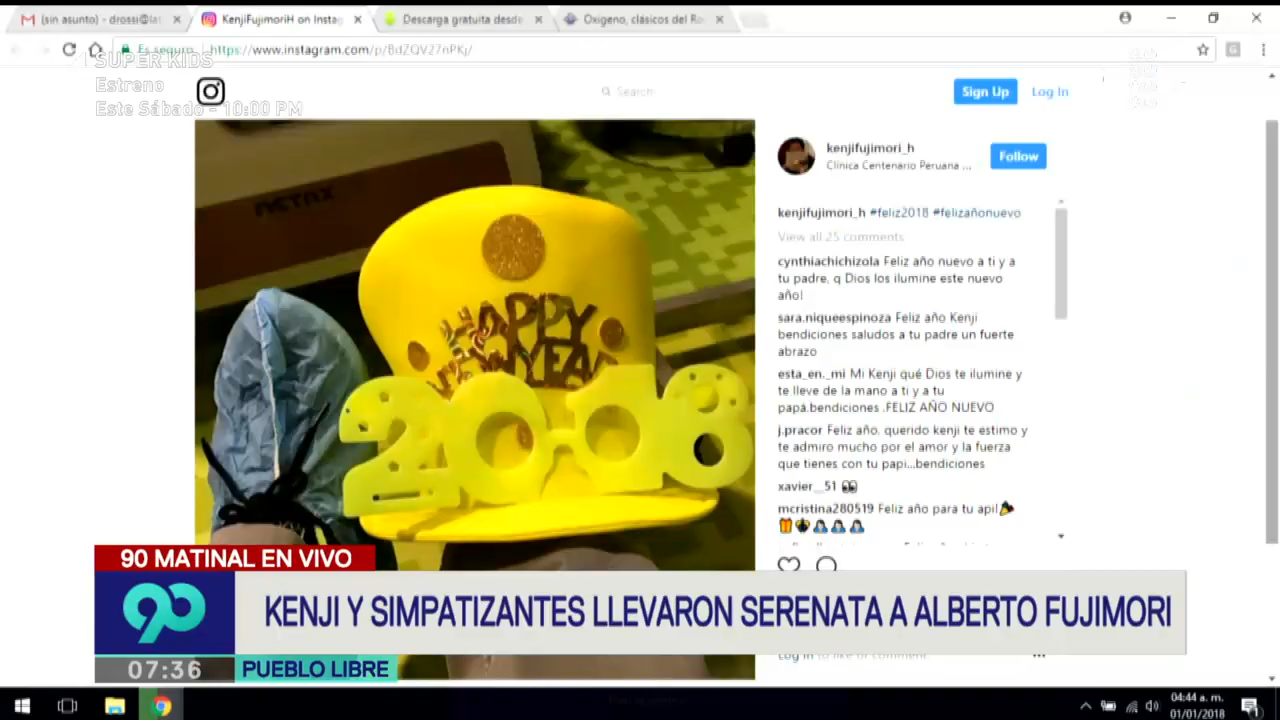 (sin asunto) - drossi@lat
KenjiFujimoriH on Instag
Descarga gratuita desde
Oxigeno, clásicos del Ro
Es seguro
https://www.instagram.com/p/BdZQV27nPKj/
SUPER KIDS
Estreno
Este Sábado - 10:00 PM
Search
Sign Up
Log In
kenjifujimori_h
Clínica Centenario Peruana ...
Follow
NETAX
HAPPY
NEW YEAR
2018
kenjifujimori_h #feliz2018 #felizañonuevo
View all 25 comments
cynthiachichizola Feliz año nuevo a ti y a
tu padre, q Dios los ilumine este nuevo
año!
sara.niqueespinoza Feliz año Kenji
bendiciones saludos a tu padre un fuerte
abrazo
esta_en._mi Mi Kenji qué Dios te ilumine y
te lleve de la mano a ti y a tu
papá.bendiciones .FELIZ AÑO NUEVO
j.pracor Feliz año, querido kenji te estimo y
te admiro mucho por el amor y la fuerza
que tienes con tu papi...bendiciones
xavier__51 👀
mcristina280519 Feliz año para tu api!🎉
90 MATINAL EN VIVO
90
KENJI Y SIMPATIZANTES LLEVARON SERENATA A ALBERTO FUJIMORI
07:36
PUEBLO LIBRE
Log in to like or comment.
04:44 a. m.
01/01/2018